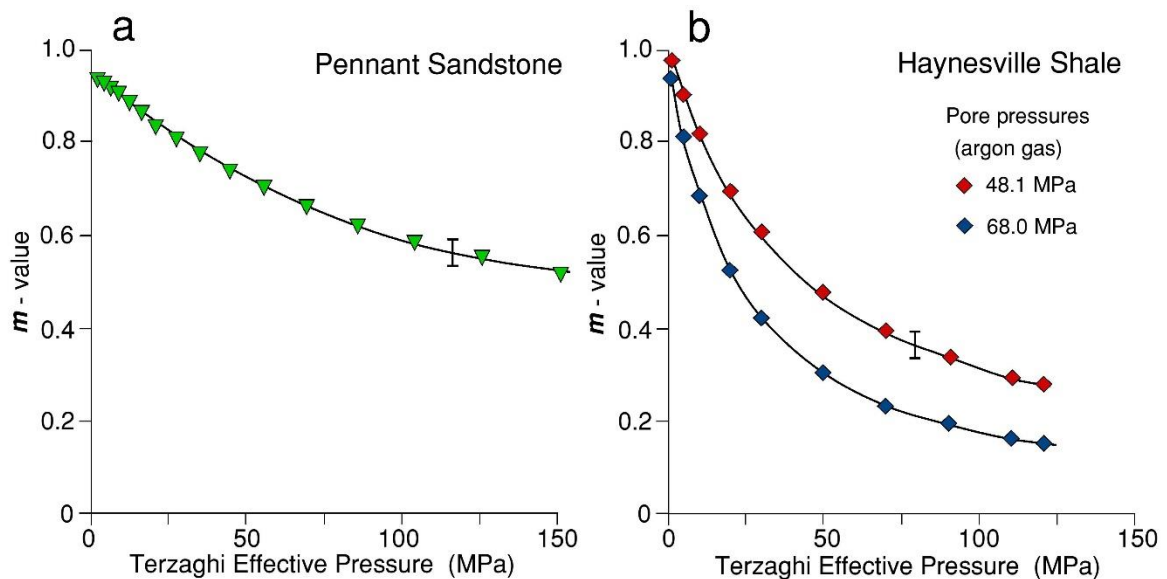 a
Pennant Sandstone
1.0
0.8
0.6
0.4
0.2
0
m - value
0 50 100 150
Terzaghi Effective Pressure (MPa)
b
Haynesville Shale
Pore pressures
(argon gas)
48.1 MPa
68.0 MPa
1.0
0.8
0.6
0.4
0.2
0
m - value
0 50 100 150
Terzaghi Effective Pressure (MPa)